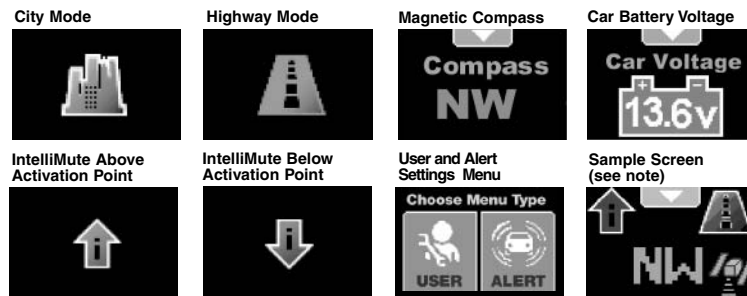 City Mode
Highway Mode
Magnetic Compass
Car Battery Voltage
Compass
NW
Car Voltage
13.6v
IntelliMute Above
Activation Point
IntelliMute Below
Activation Point
User and Alert
Settings Menu
Sample Screen
(see note)
i
i
Choose Menu Type
USER
ALERT
i
NW